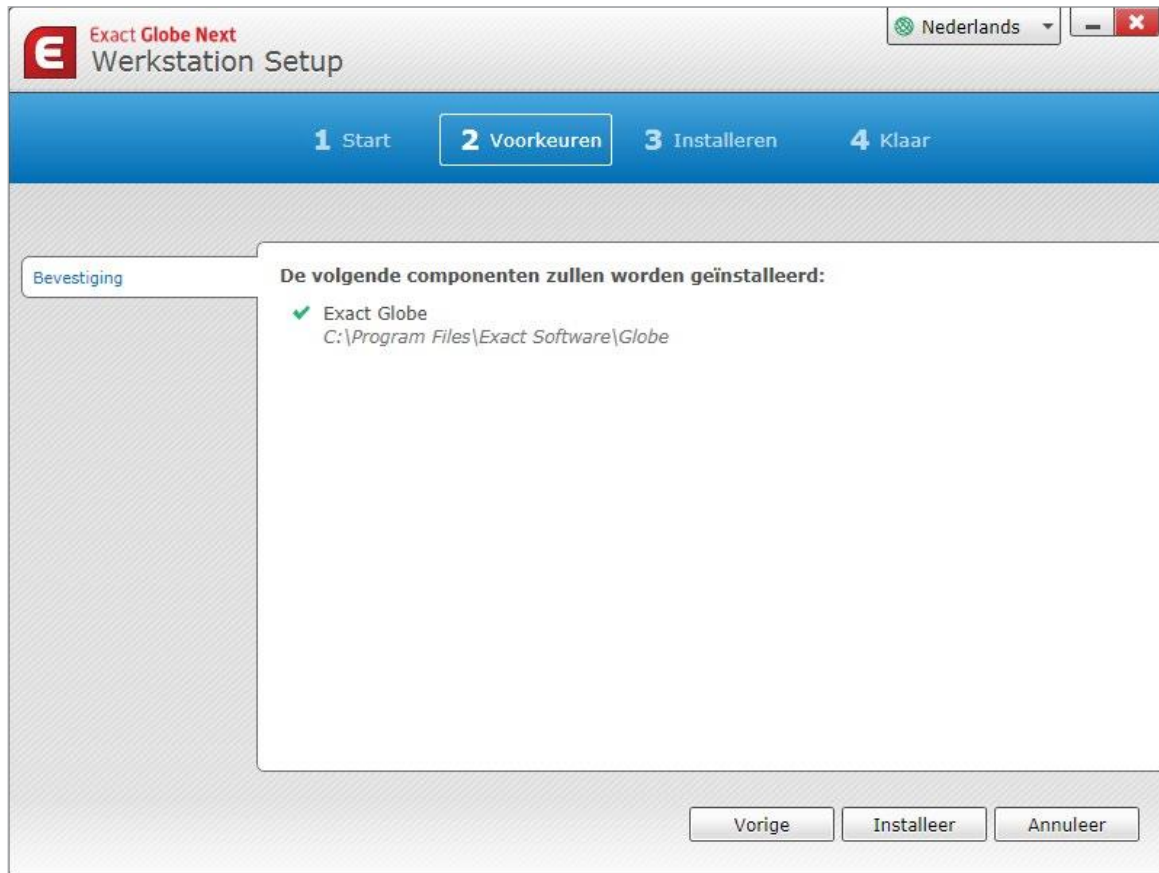 Exact Globe Next
Werkstation Setup
Nederlands
1 Start
2 Voorkeuren
3 Installeren
4 Klaar
Bevestiging
De volgende componenten zullen worden geïnstalleerd:
Exact Globe
C:\Program Files\Exact Software\Globe
Vorige
Installeer
Annuleer